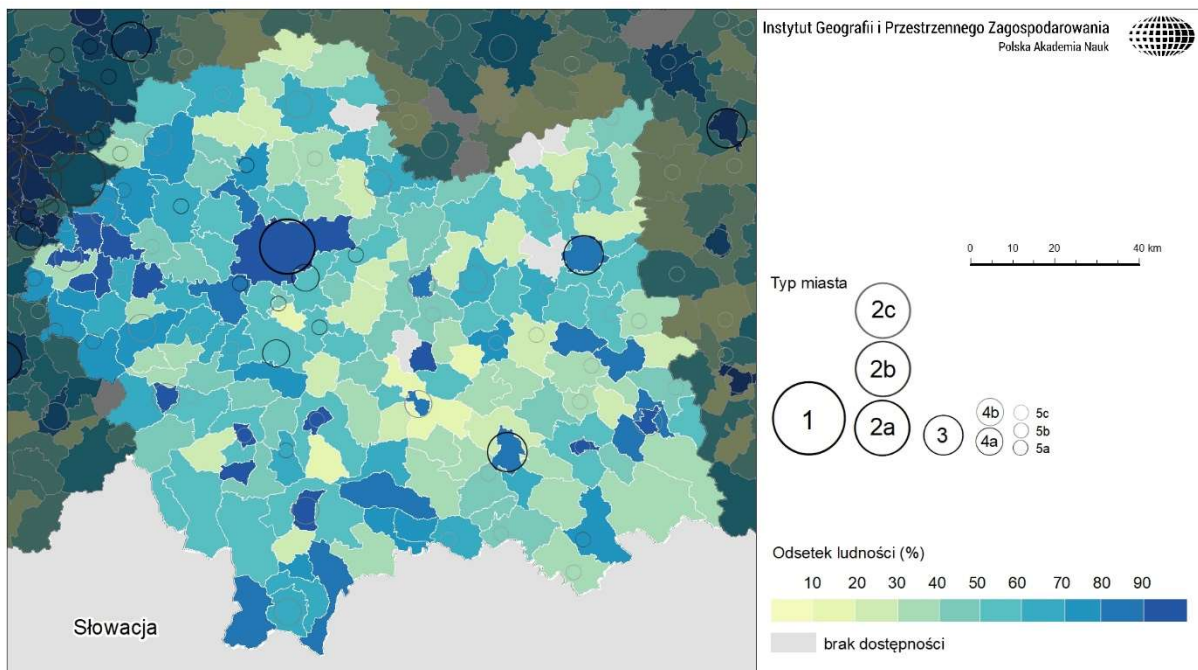 Instytut Geografii i Przestrzennego Zagospodarowania
Polska Akademia Nauk
0 10 20 40 km
Typ miasta
2c
2b
1 2a 3
4b
4a
5c
5b
5a
Odsetek ludności (%)
10 20 30 40 50 60 70 80 90
brak dostępności
Słowacja